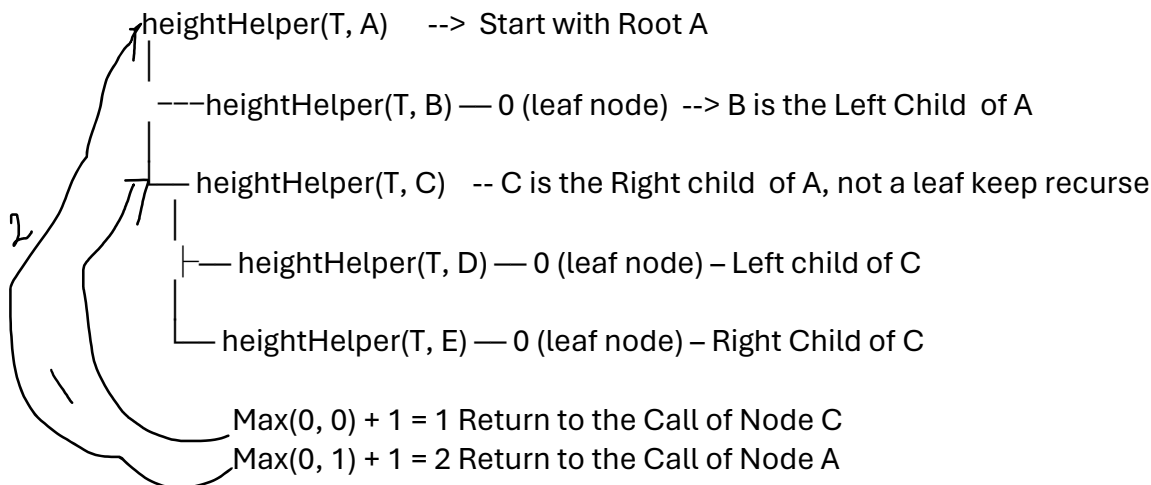 heightHelper(T, A) --> Start with Root A
---heightHelper(T, B) — 0 (leaf node) --> B is the Left Child of A
heightHelper(T, C) -- C is the Right child of A, not a leaf keep recurse
2
heightHelper(T, D) — 0 (leaf node) – Left child of C
heightHelper(T, E) — 0 (leaf node) – Right Child of C
Max(0, 0) + 1 = 1 Return to the Call of Node C
Max(0, 1) + 1 = 2 Return to the Call of Node A